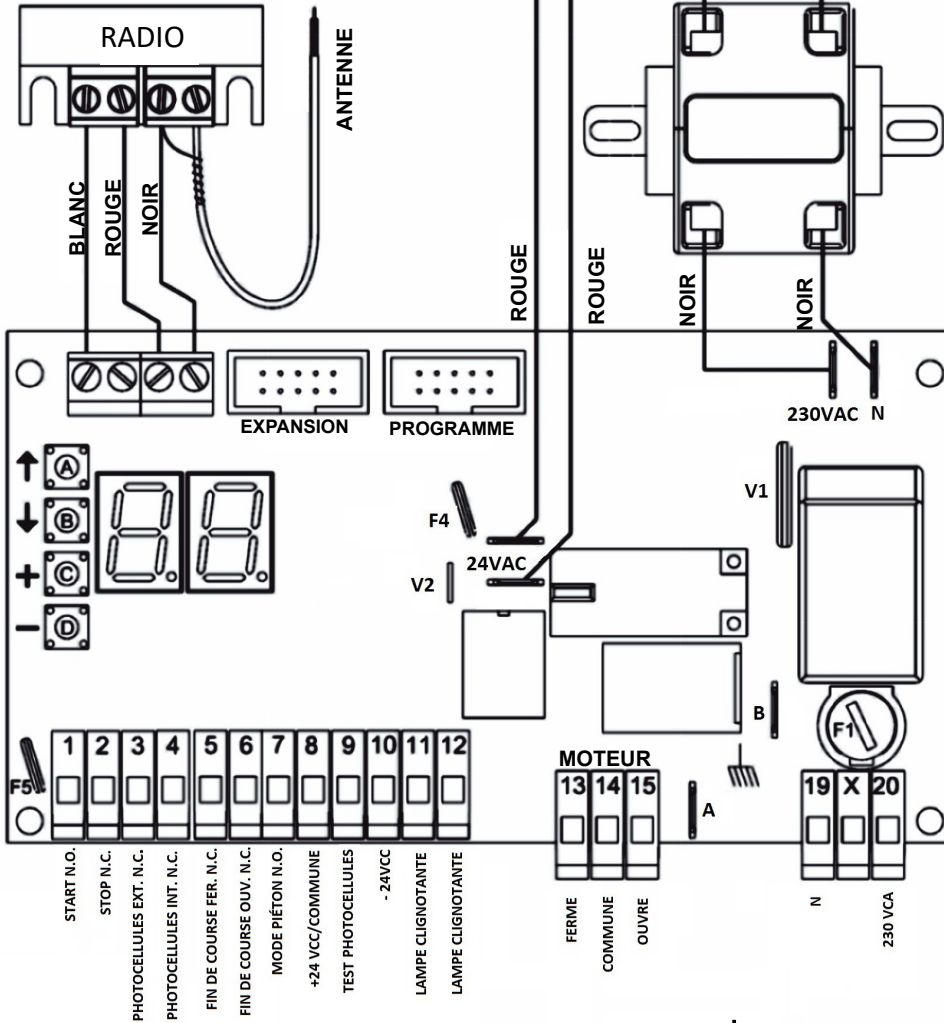 RADIO
ANTENNE
BLANC
ROUGE
NOIR
ROUGE
ROUGE
NOIR
NOIR
230VAC N
EXPANSION
PROGRAMME
A
B
C
D
+
-
F4
24VAC
V2
V1
B
F1
F5
1 2 3 4 5 6 7 8 9 10 11 12
MOTEUR
13 14 15
A
19 X 20
START N.O.
STOP N.C.
PHOTOCELLULES EXT. N.C.
PHOTOCELLULES INT. N.C.
FIN DE COURSE FER. N.C.
FIN DE COURSE OUV. N.C.
MODE PIÉTON N.O.
+24 VCC/COMMUNE
TEST PHOTOCELLULES
- 24VCC
LAMPE CLIGNOTANTE
LAMPE CLIGNOTANTE
FERME
COMMUNE
OUVRE
N
230 VCA